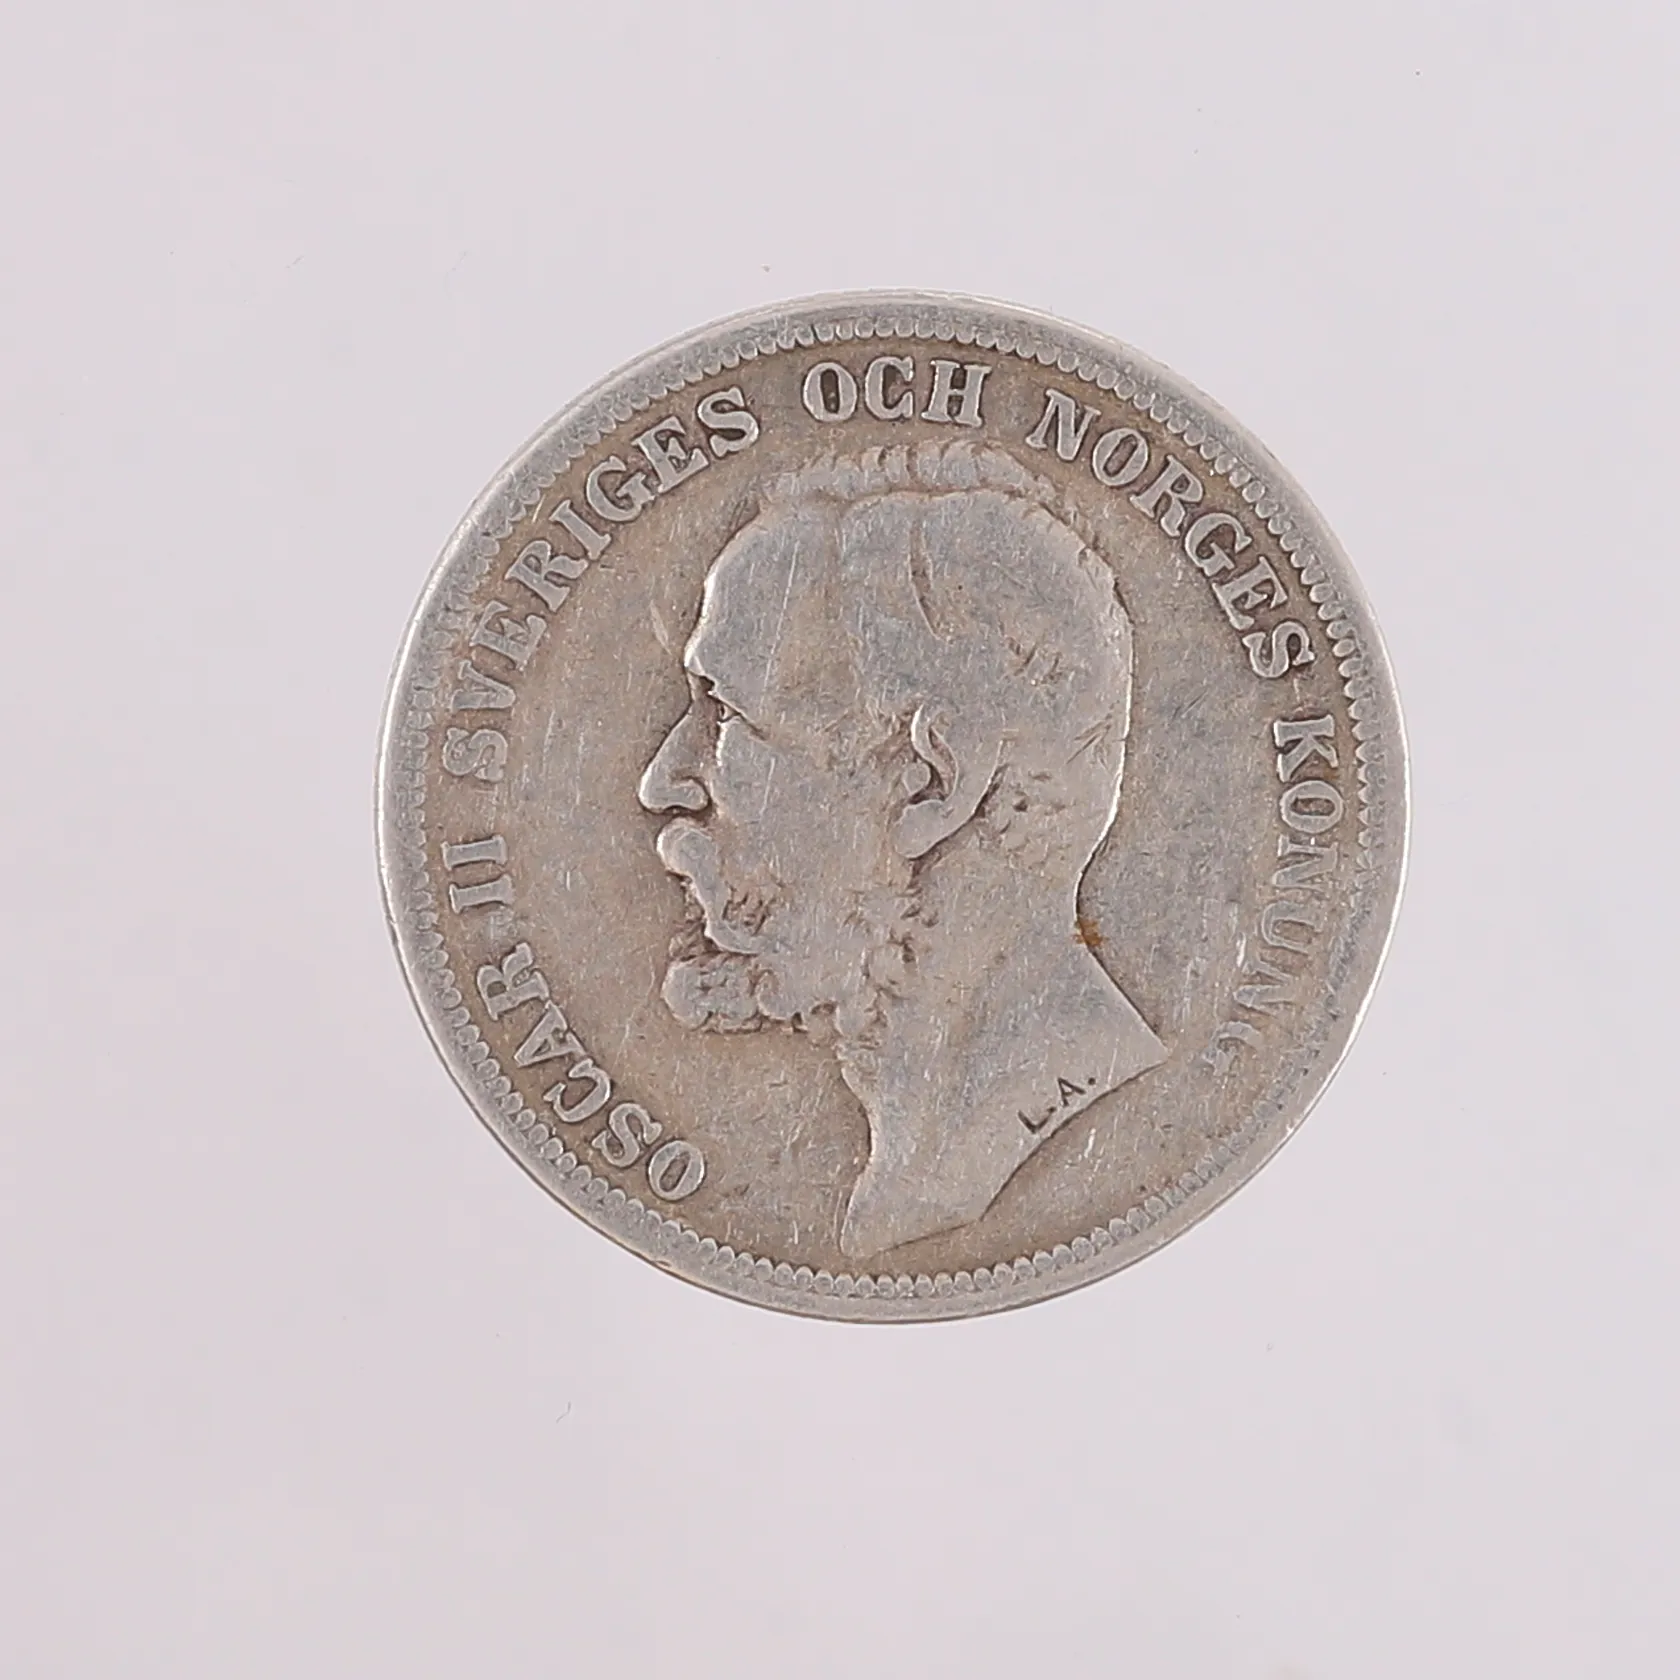 OSCAR II SVERIGES OCH NORGES KONUNG
L.A.